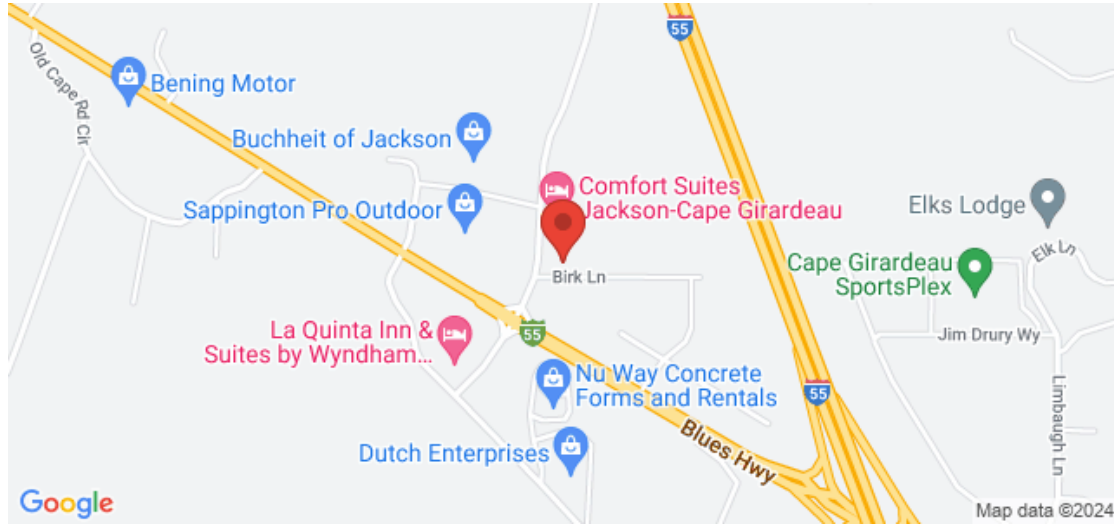 55
Old Cape Rd Cir
Bening Motor
Buchheit of Jackson
Comfort Suites
Jackson-Cape Girardeau
Sappington Pro Outdoor
Elks Lodge
Elk Ln
Cape Girardeau
SportsPlex
Birk Ln
La Quinta Inn &
Suites by Wyndham...
55
Jim Drury Wy
Nu Way Concrete
Forms and Rentals
55
Limbaugh Ln
Blues Hwy
Dutch Enterprises
Google
Map data ©2024